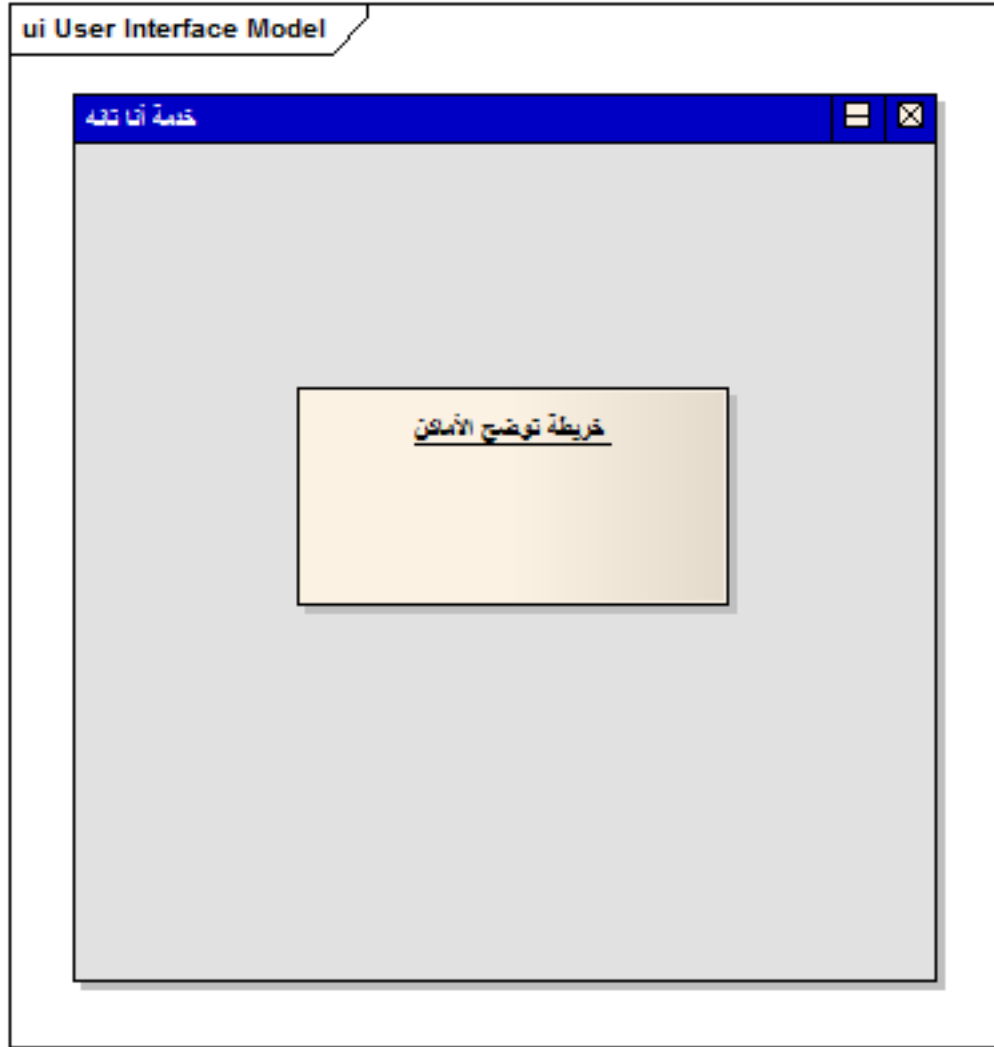 ui User Interface Model
خدمة أنا تائه
خريطة توضح الأماكن